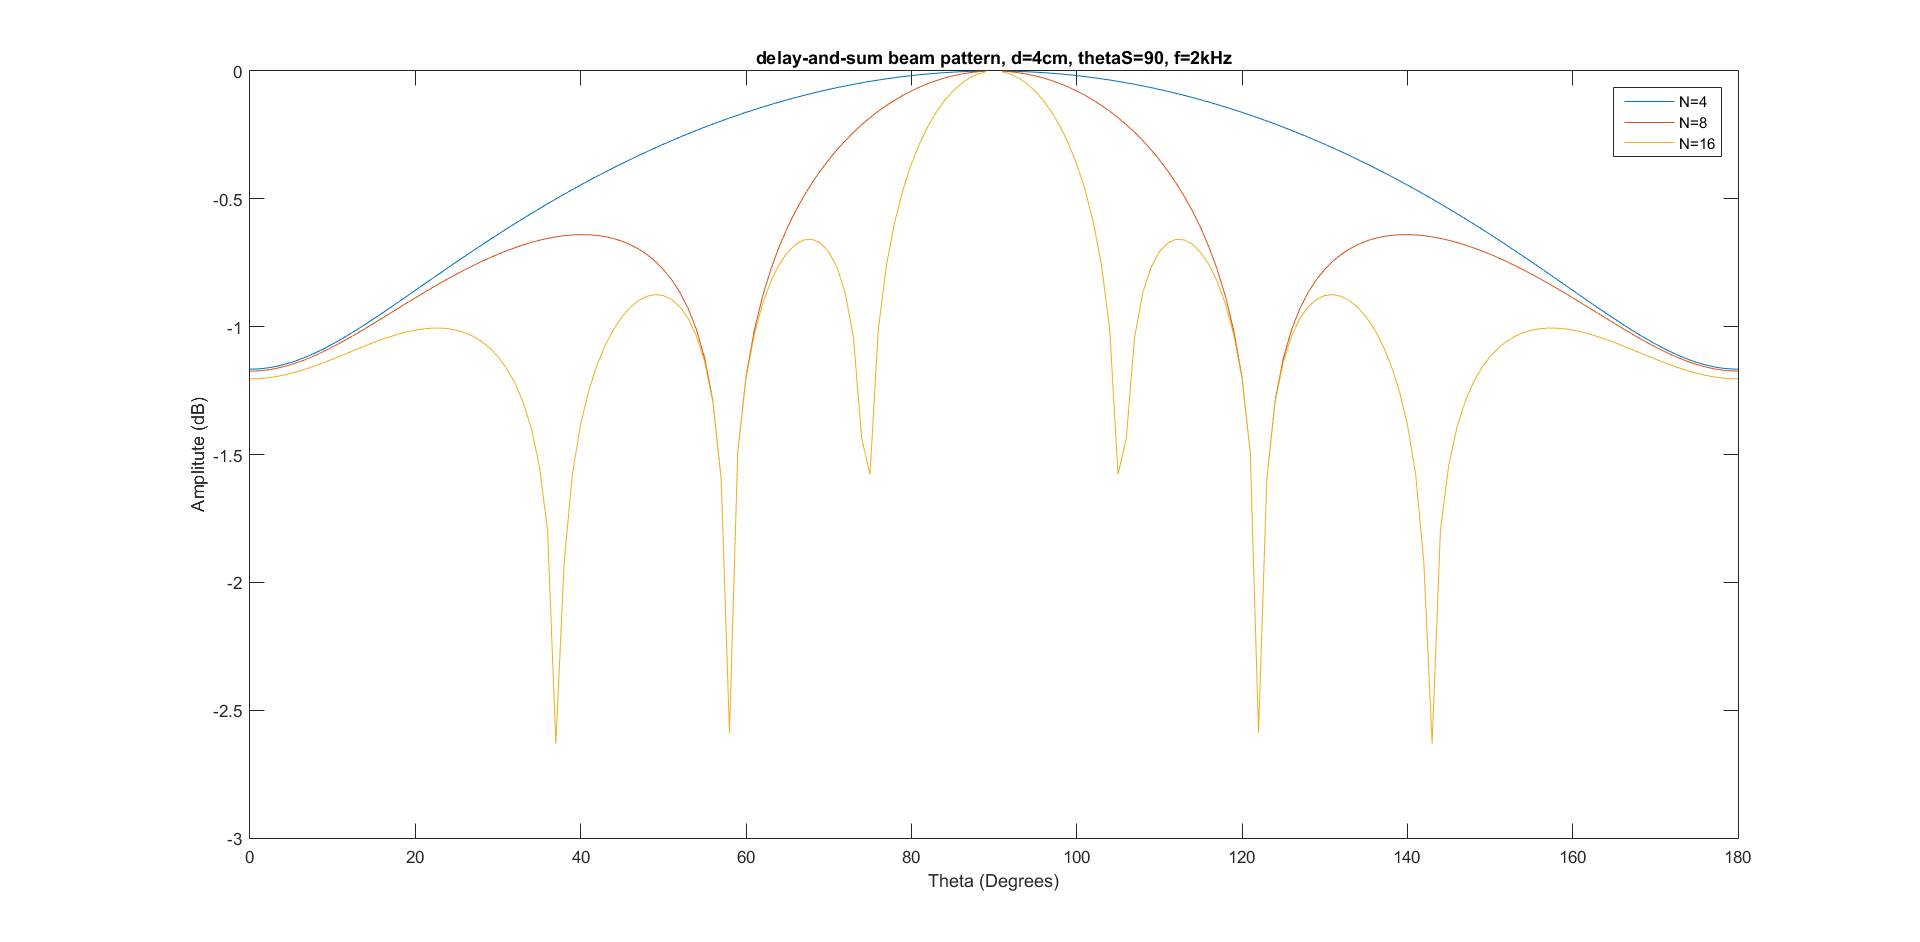 delay-and-sum beam pattern, d=4cm, thetaS=90, f=2kHz
N=4
N=8
N=16
0
-0.5
-1
-1.5
-2
-2.5
-3
Amplitute (dB)
0 20 40 60 80 100 120 140 160 180
Theta (Degrees)